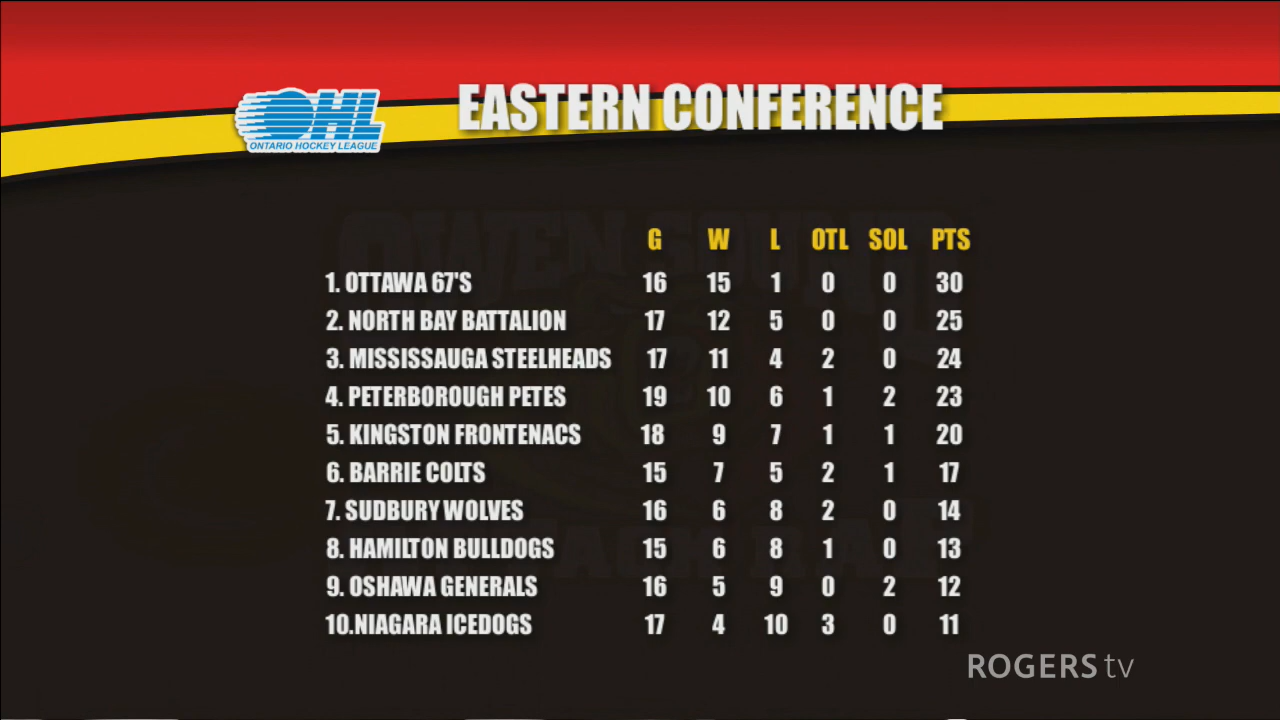 EASTERN CONFERENCE
OHL
ONTARIO HOCKEY LEAGUE
OWEN SOUND
G W L OTL SOL PTS
1. OTTAWA 67'S 16 15 1 0 0 30
2. NORTH BAY BATTALION 17 12 5 0 0 25
3. MISSISSAUGA STEELHEADS 17 11 4 2 0 24
4. PETERBOROUGH PETES 19 10 6 1 2 23
5. KINGSTON FRONTENACS 18 9 7 1 1 20
6. BARRIE COLTS 15 7 5 2 1 17
7. SUDBURY WOLVES 16 6 8 2 0 14
8. HAMILTON BULLDOGS 15 6 8 1 0 13
9. OSHAWA GENERALS 16 5 9 0 2 12
10.NIAGARA ICEDOGS 17 4 10 3 0 11
ROGERS tv